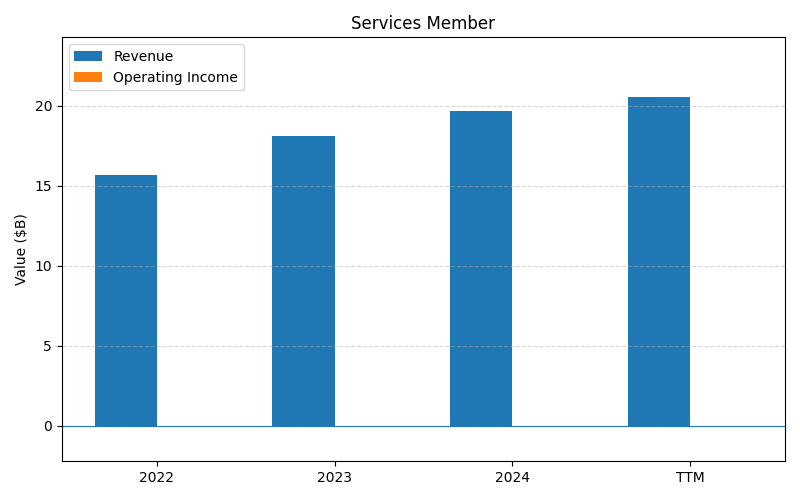 Services Member
Revenue
Operating Income
Value ($B)
20
15
10
5
0
2022 2023 2024 TTM